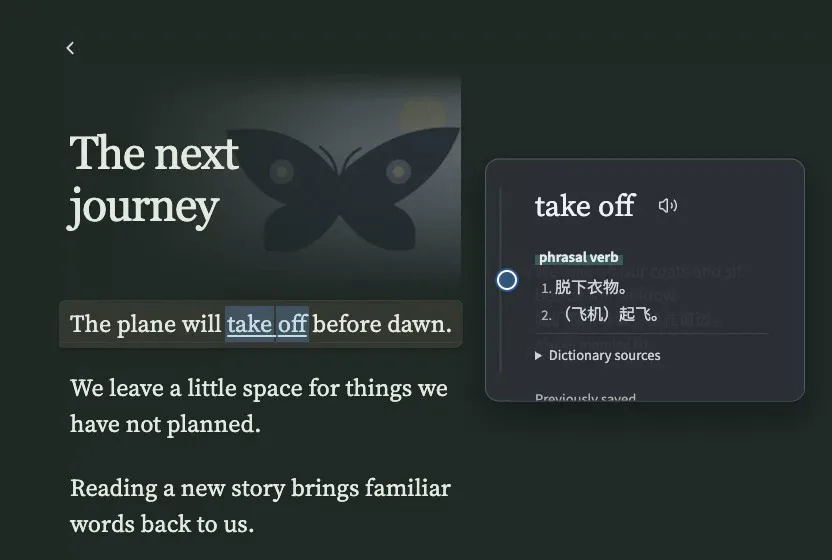 The next
journey
The plane will take off before dawn.
We leave a little space for things we
have not planned.
Reading a new story brings familiar
words back to us.
take off
phrasal verb
1. 脱下衣物。
2. （飞机）起飞。
Dictionary sources
Previously saved